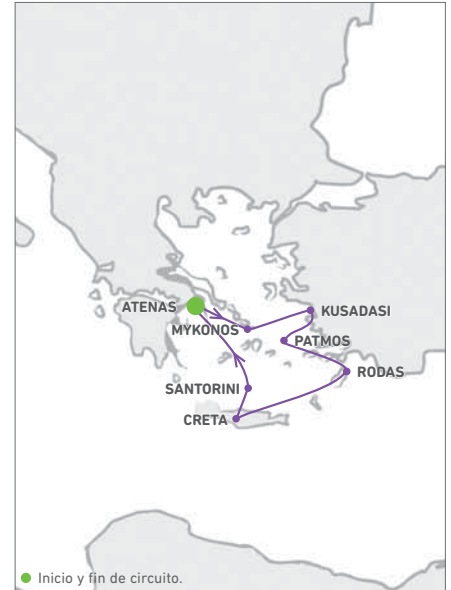 ATENAS
KUSADASI
MYKONOS
PATMOS
RODAS
SANTORINI
CRETA
Inicio y fin de circuito.